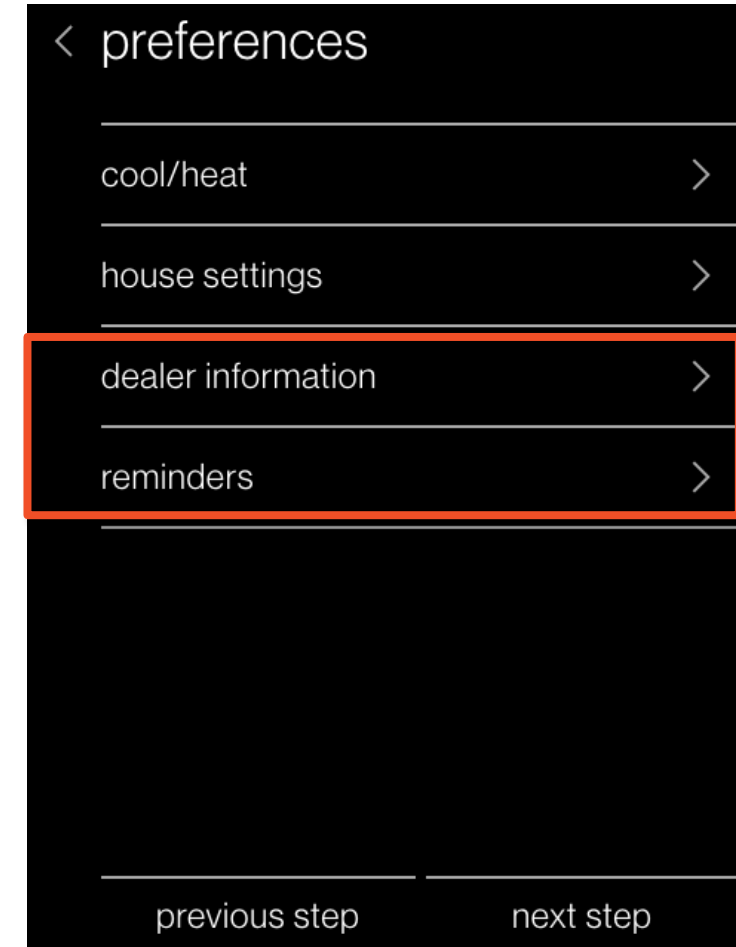 preferences
cool/heat
house settings
dealer information
reminders
previous step
next step